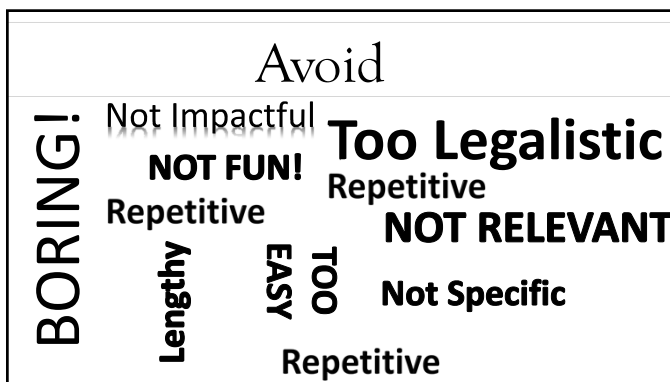 Avoid
BORING!
Not Impactful
Too Legalistic
NOT FUN!
Repetitive
Repetitive
NOT RELEVANT
Lengthy
TOO
EASY
Not Specific
Repetitive